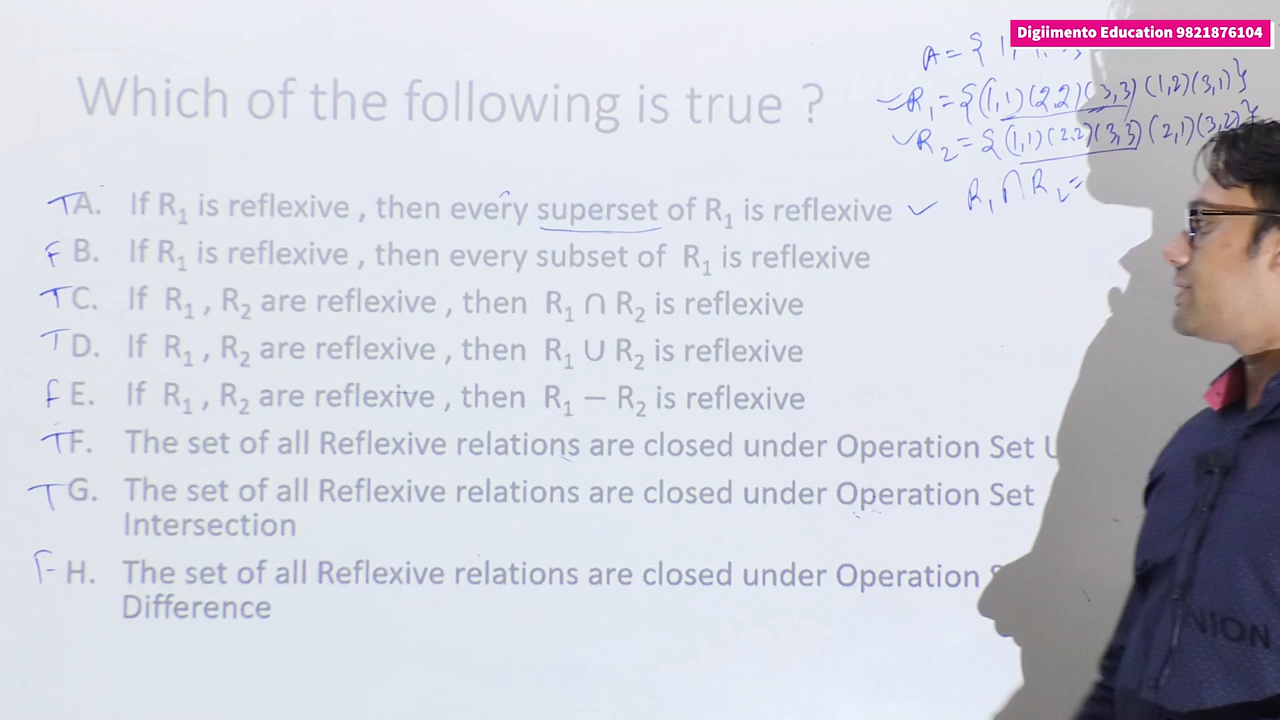 Digiimento Education 9821876104
Which of the following is true ?
A = {
R₁ = {(1,1)(2,2)(3,3)(1,2)(3,1)}
R₂ = {(1,1)(2,2)(3,3)(2,1)(3,2)}
R₁ ∩ R₂ =
T A. If R₁ is reflexive , then every superset of R₁ is reflexive ✓
F B. If R₁ is reflexive , then every subset of R₁ is reflexive
T C. If R₁ , R₂ are reflexive , then R₁ ∩ R₂ is reflexive
T D. If R₁ , R₂ are reflexive , then R₁ ∪ R₂ is reflexive
F E. If R₁ , R₂ are reflexive , then R₁ − R₂ is reflexive
T F. The set of all Reflexive relations are closed under Operation Set U
T G. The set of all Reflexive relations are closed under Operation Set
Intersection
F H. The set of all Reflexive relations are closed under Operation
Difference
NION